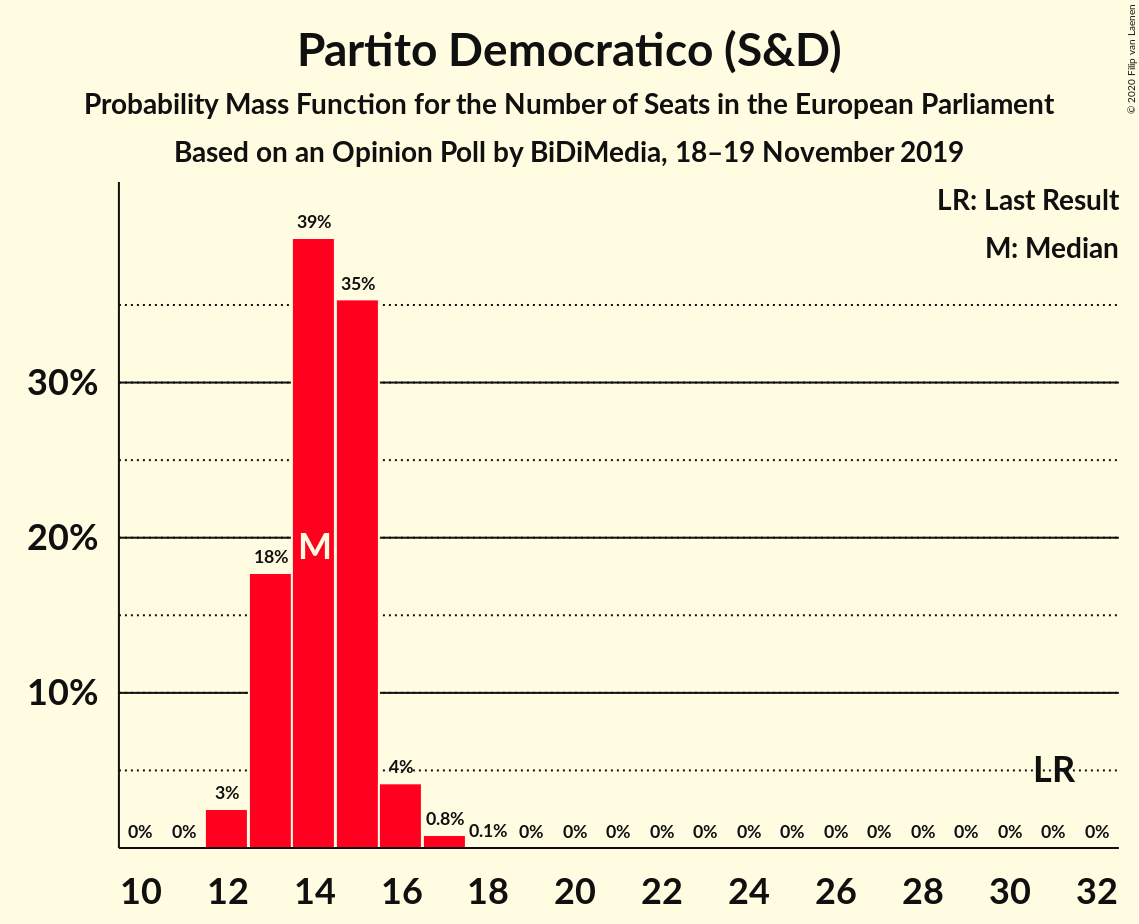 © 2020 Filip van Laenen
Partito Democratico (S&D)
Probability Mass Function for the Number of Seats in the European Parliament
Based on an Opinion Poll by BiDiMedia, 18–19 November 2019
LR: Last Result
M: Median
39%
35%
30%
20%
M
18%
10%
LR
4%
3%
0.8%
0% 0% 0.1% 0% 0% 0% 0% 0% 0% 0% 0% 0% 0% 0% 0% 0% 0%
10 12 14 16 18 20 22 24 26 28 30 32